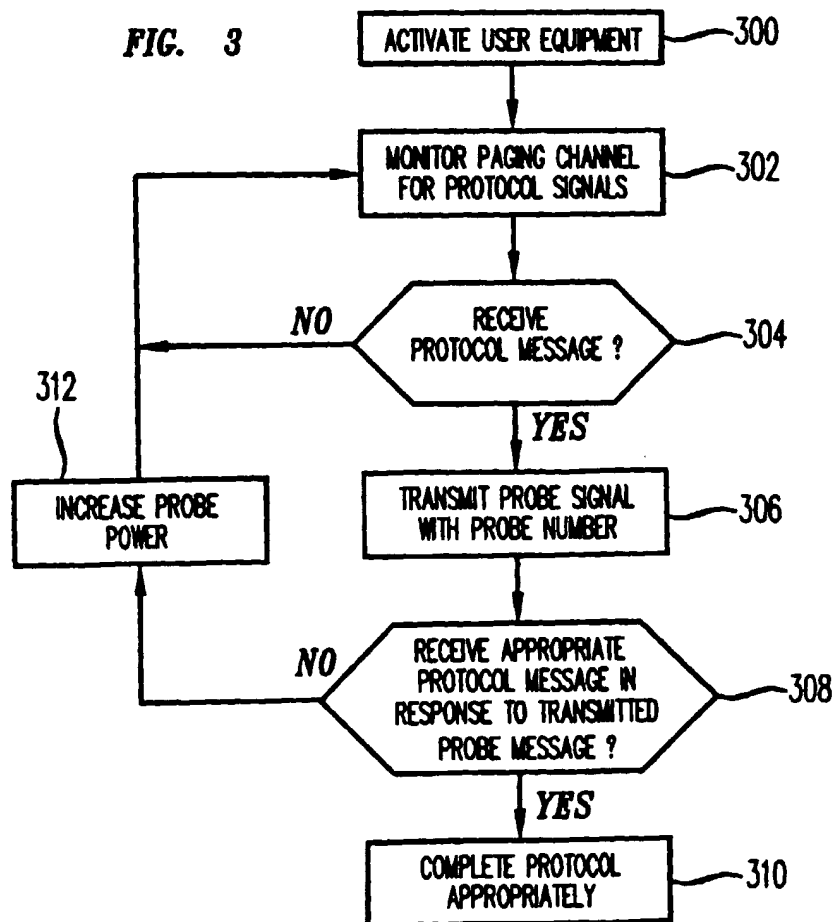 FIG. 3
ACTIVATE USER EQUIPMENT
300
MONITOR PAGING CHANNEL
FOR PROTOCOL SIGNALS
302
NO
RECEIVE
PROTOCOL MESSAGE ?
304
YES
312
INCREASE PROBE
POWER
TRANSMIT PROBE SIGNAL
WITH PROBE NUMBER
306
NO
RECEIVE APPROPRIATE
PROTOCOL MESSAGE IN
RESPONSE TO TRANSMITTED
PROBE MESSAGE ?
308
YES
COMPLETE PROTOCOL
APPROPRIATELY
310